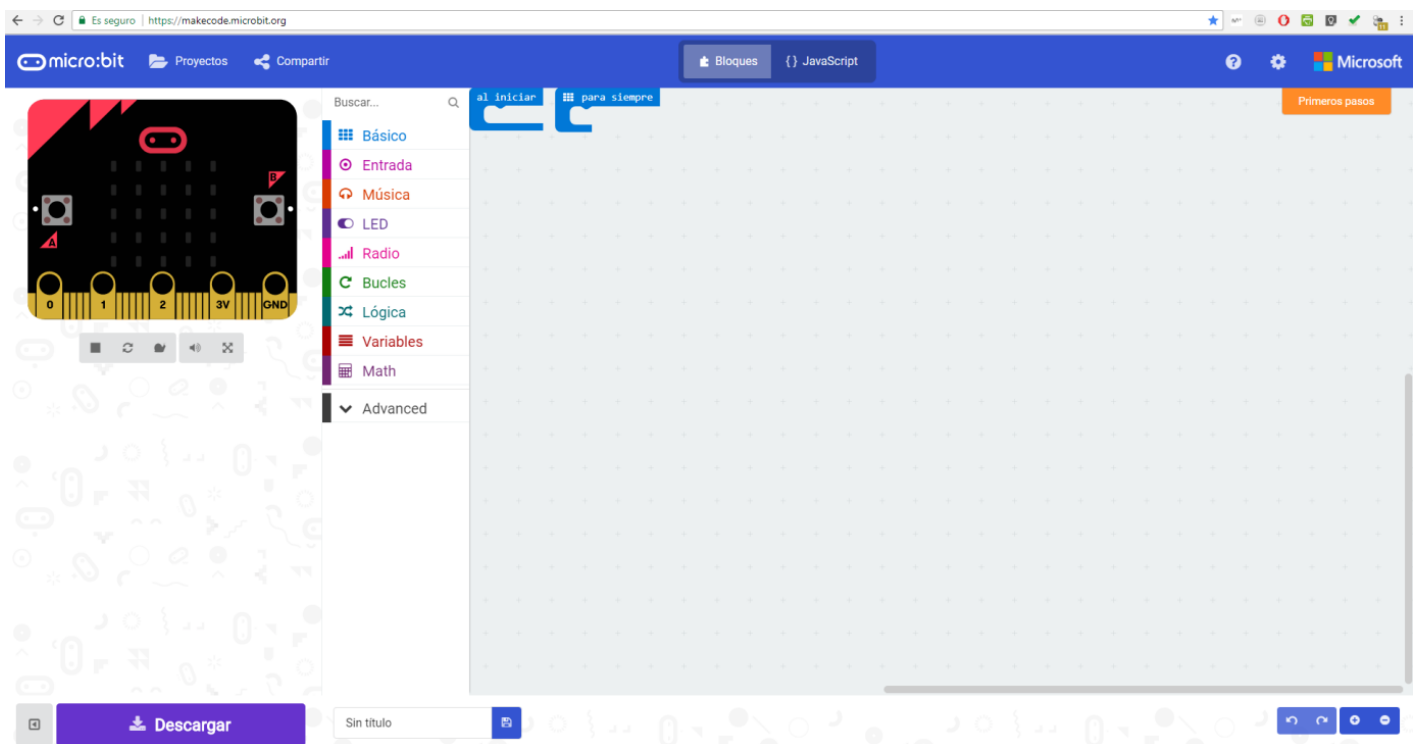 Es seguro | https://makecode.microbit.org
micro:bit Proyectos Compartir Bloques {} JavaScript Microsoft
Buscar...
al iniciar
para siempre
Primeros pasos
Básico
Entrada
Música
LED
Radio
Bucles
Lógica
Variables
Math
Advanced
B
A
0 1 2 3V GND
Descargar
Sin título